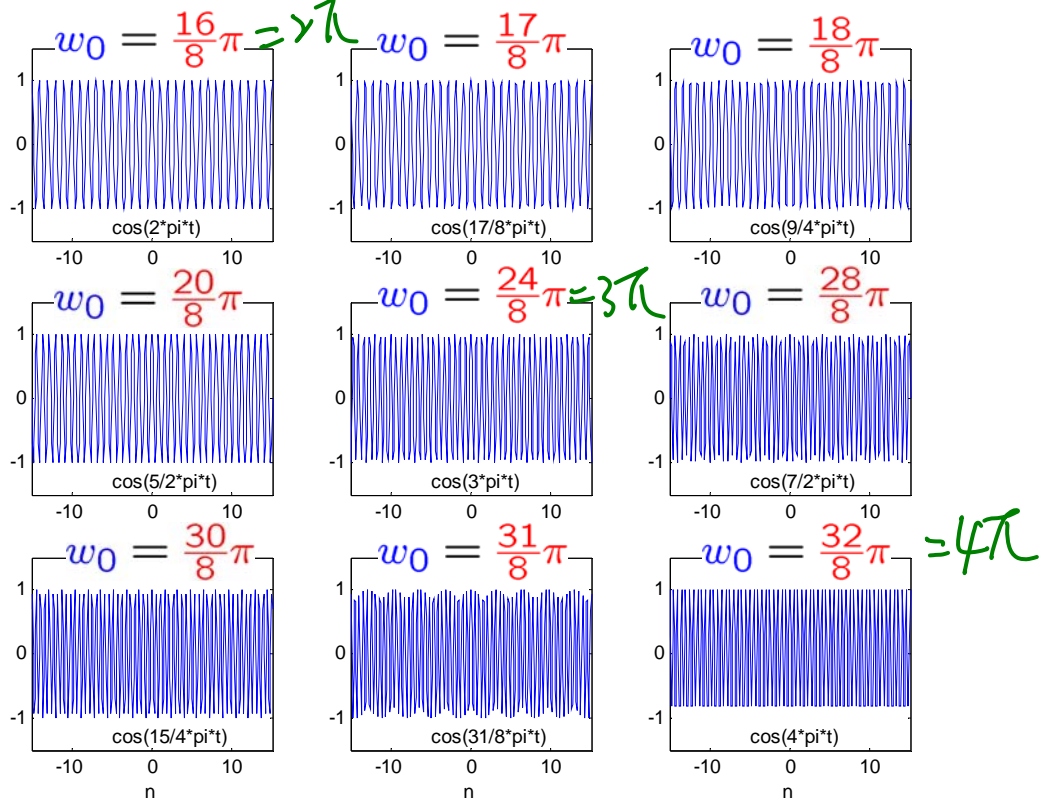 w₀ = 16/8 π = 2π
w₀ = 17/8 π
w₀ = 18/8 π
1
0
-1
cos(2*pi*t)
-10 0 10
cos(17/8*pi*t)
-10 0 10
1
0
-1
cos(9/4*pi*t)
-10 0 10
w₀ = 20/8 π
w₀ = 24/8 π = 3π
w₀ = 28/8 π
1
0
-1
cos(5/2*pi*t)
-10 0 10
1
0
-1
cos(3*pi*t)
-10 0 10
1
0
-1
cos(7/2*pi*t)
-10 0 10
w₀ = 30/8 π
w₀ = 31/8 π
w₀ = 32/8 π = 4π
1
0
-1
cos(15/4*pi*t)
-10 0 10
n
1
0
-1
cos(31/8*pi*t)
-10 0 10
n
1
0
-1
cos(4*pi*t)
-10 0 10
n